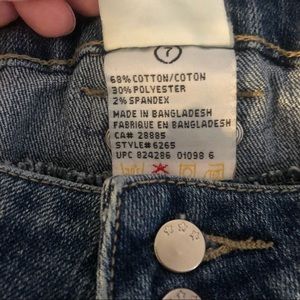 7
68% COTTON/COTON
30% POLYESTER
2% SPANDEX
MADE IN BANGLADESH
FABRIQUE EN BANGLADESH
CA# 28885
STYLE#6265
UPC 824286 01098 6